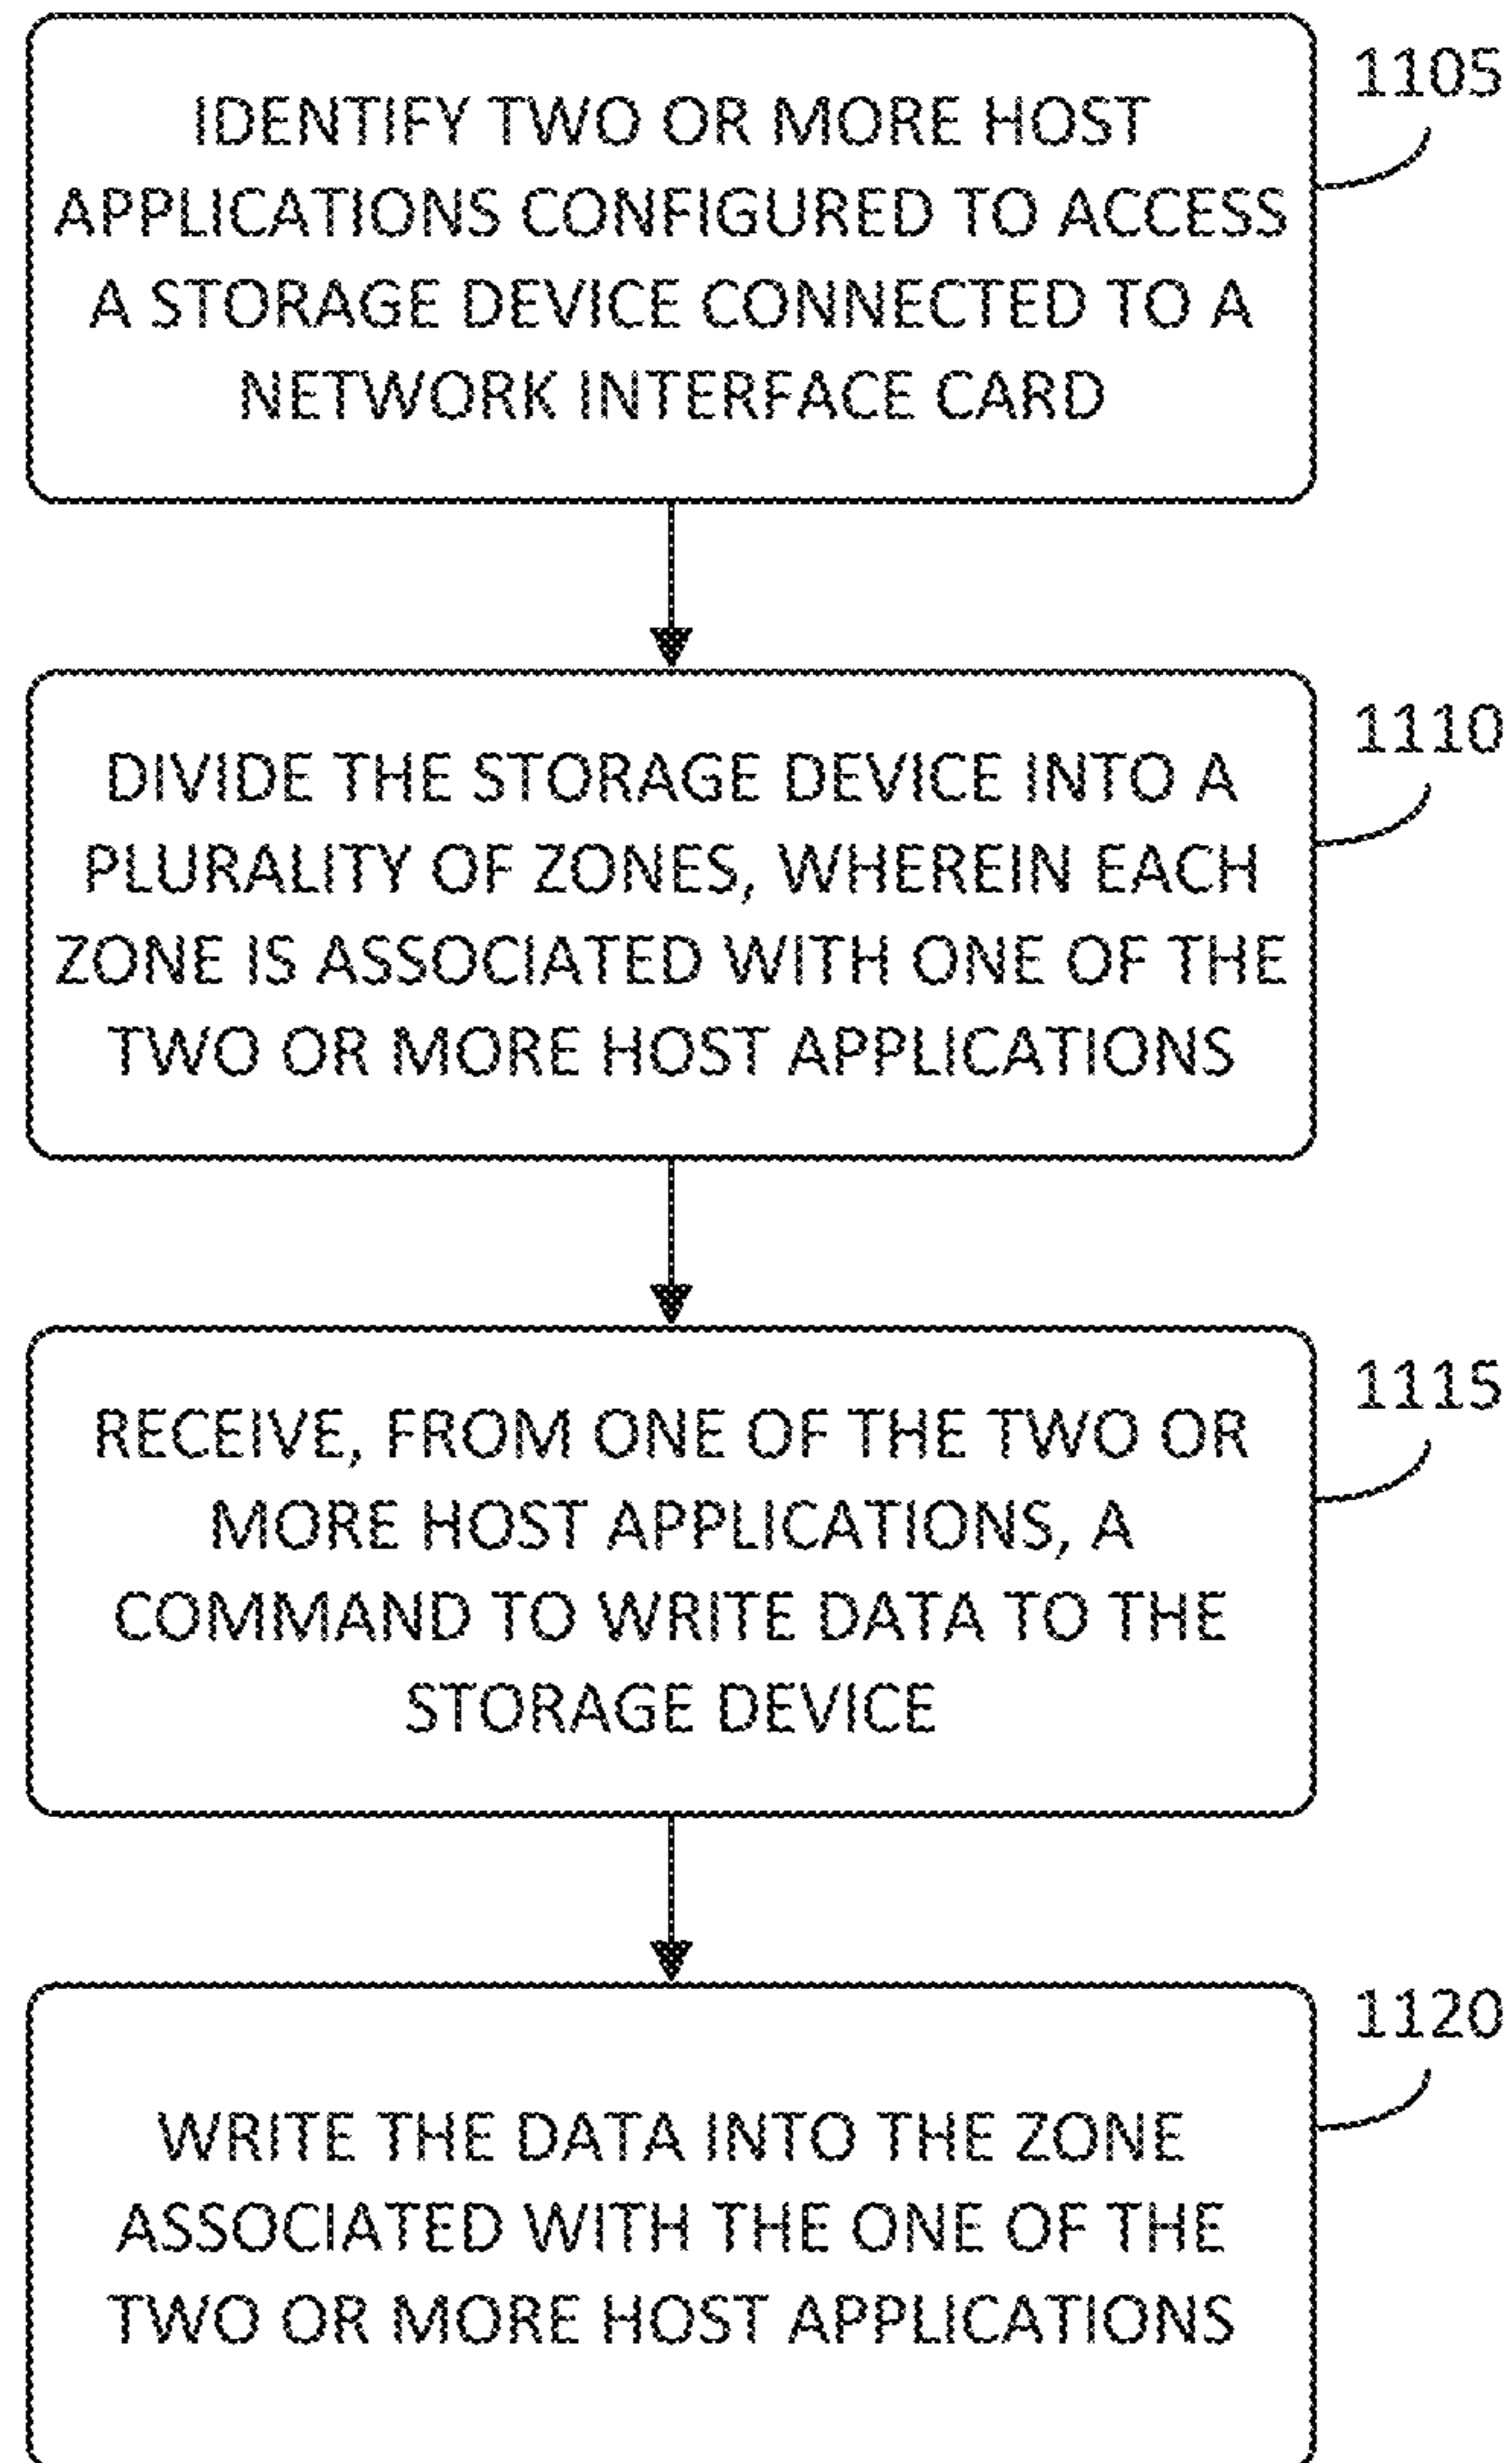 IDENTIFY TWO OR MORE HOST
APPLICATIONS CONFIGURED TO ACCESS
A STORAGE DEVICE CONNECTED TO A
NETWORK INTERFACE CARD
1105
DIVIDE THE STORAGE DEVICE INTO A
PLURALITY OF ZONES, WHEREIN EACH
ZONE IS ASSOCIATED WITH ONE OF THE
TWO OR MORE HOST APPLICATIONS
1110
RECEIVE, FROM ONE OF THE TWO OR
MORE HOST APPLICATIONS, A
COMMAND TO WRITE DATA TO THE
STORAGE DEVICE
1115
WRITE THE DATA INTO THE ZONE
ASSOCIATED WITH THE ONE OF THE
TWO OR MORE HOST APPLICATIONS
1120